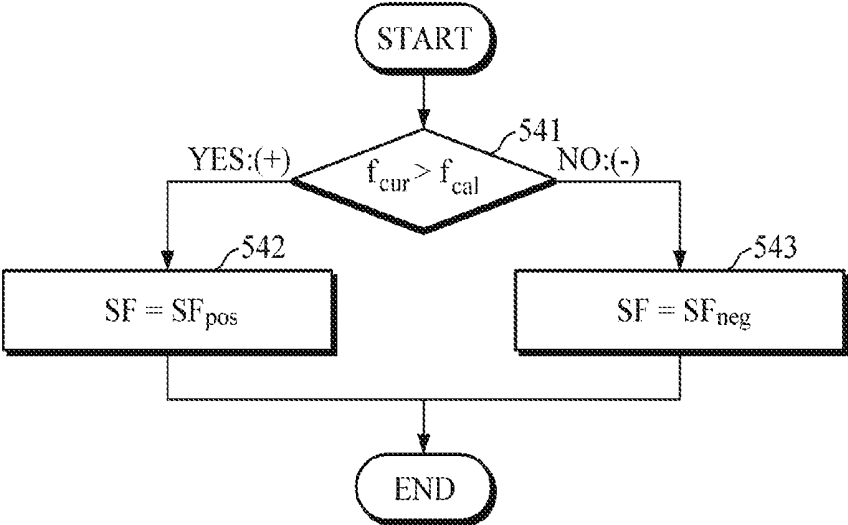 START
541
YES:(+)
NO:(-)
f_cur > f_cal
542
543
SF = SF_pos
SF = SF_neg
END